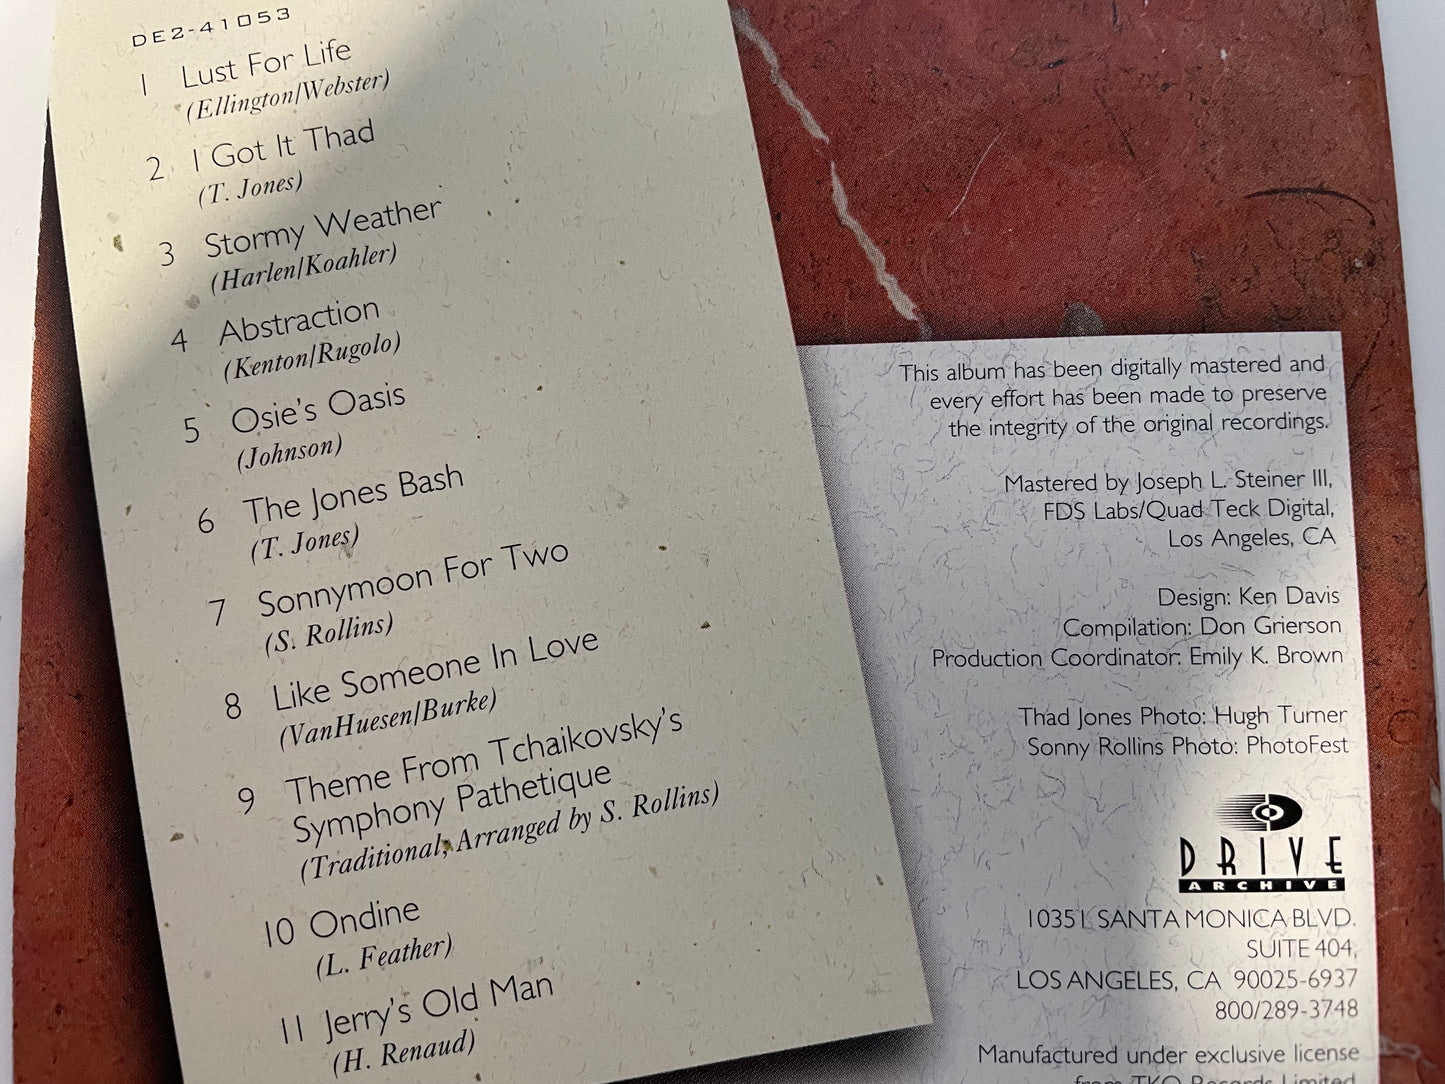 DE2-41053
1 Lust For Life
(Ellington/Webster)
2 I Got It Thad
(T. Jones)
3 Stormy Weather
(Harlen/Koahler)
4 Abstraction
(Kenton/Rugolo)
5 Osie's Oasis
(Johnson)
6 The Jones Bash
(T. Jones)
7 Sonnymoon For Two
(S. Rollins)
8 Like Someone In Love
(VanHuesen/Burke)
9 Theme From Tchaikovsky's
Symphony Pathetique
(Traditional, Arranged by S. Rollins)
10 Ondine
(L. Feather)
11 Jerry's Old Man
(H. Renaud)
This album has been digitally mastered and
every effort has been made to preserve
the integrity of the original recordings.
Mastered by Joseph L. Steiner III,
FDS Labs/Quad Teck Digital,
Los Angeles, CA
Design: Ken Davis
Compilation: Don Grierson
Production Coordinator: Emily K. Brown
Thad Jones Photo: Hugh Turner
Sonny Rollins Photo: PhotoFest
DRIVE
ARCHIVE
10351 SANTA MONICA BLVD.
SUITE 404,
LOS ANGELES, CA 90025-6937
800/289-3748
Manufactured under exclusive license
from TKO Records Limited